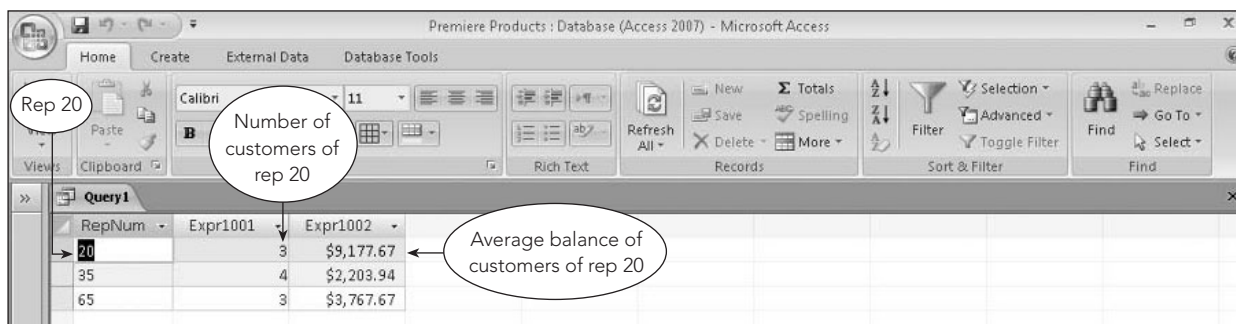 Premiere Products : Database (Access 2007) - Microsoft Access
Home Create External Data Database Tools
Rep 20
Paste
Calibri 11
B
Number of
customers of
rep 20
Refresh
All
New
Save
Delete
Σ Totals
Spelling
More
Filter
Selection
Advanced
Toggle Filter
Find
Replace
Go To
Select
Views Clipboard Rich Text Records Sort & Filter Find
Query1
RepNum Expr1001 Expr1002
20 3 $9,177.67
35 4 $2,203.94
65 3 $3,767.67
Average balance of
customers of rep 20